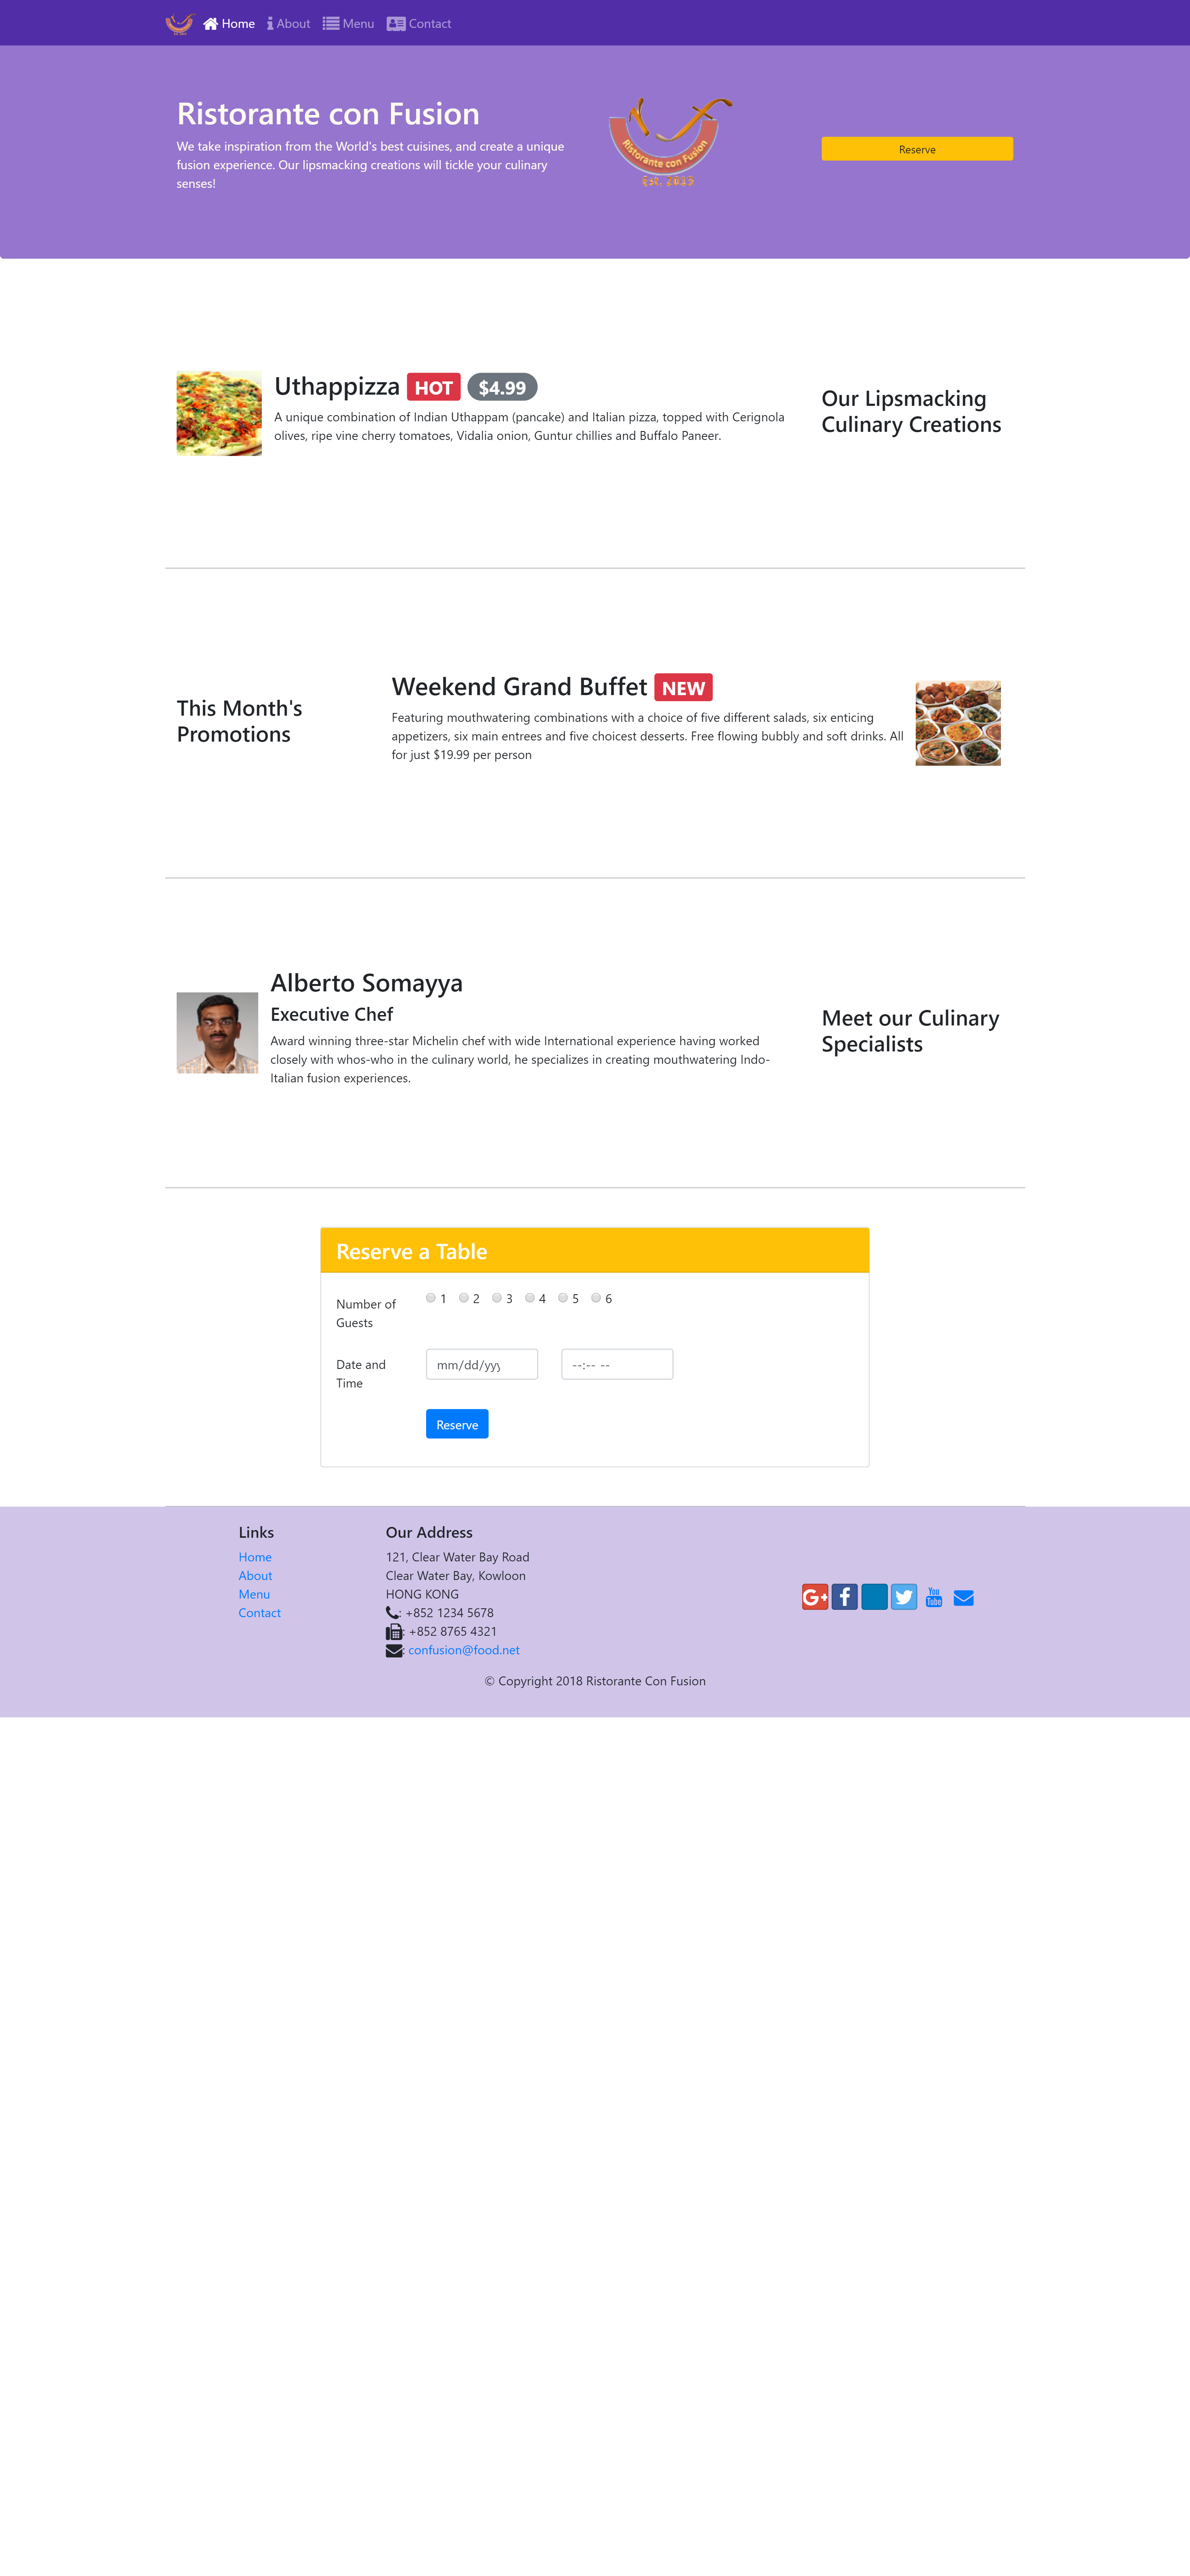 Home About Menu Contact
Ristorante con Fusion
We take inspiration from the World's best cuisines, and create a unique
fusion experience. Our lipsmacking creations will tickle your culinary
senses!
Ristorante con Fusion
Est. 2015
Reserve
Uthappizza HOT $4.99
A unique combination of Indian Uthappam (pancake) and Italian pizza, topped with Cerignola
olives, ripe vine cherry tomatoes, Vidalia onion, Guntur chillies and Buffalo Paneer.
Our Lipsmacking
Culinary Creations
This Month's
Promotions
Weekend Grand Buffet NEW
Featuring mouthwatering combinations with a choice of five different salads, six enticing
appetizers, six main entrees and five choicest desserts. Free flowing bubbly and soft drinks. All
for just $19.99 per person
Alberto Somayya
Executive Chef
Award winning three-star Michelin chef with wide International experience having worked
closely with whos-who in the culinary world, he specializes in creating mouthwatering Indo-
Italian fusion experiences.
Meet our Culinary
Specialists
Reserve a Table
Number of
Guests
1 2 3 4 5 6
Date and
Time
mm/dd/yyy
--:-- --
Reserve
Links
Home
About
Menu
Contact
Our Address
121, Clear Water Bay Road
Clear Water Bay, Kowloon
HONG KONG
: +852 1234 5678
: +852 8765 4321
: confusion@food.net
G+ f You Tube
© Copyright 2018 Ristorante Con Fusion